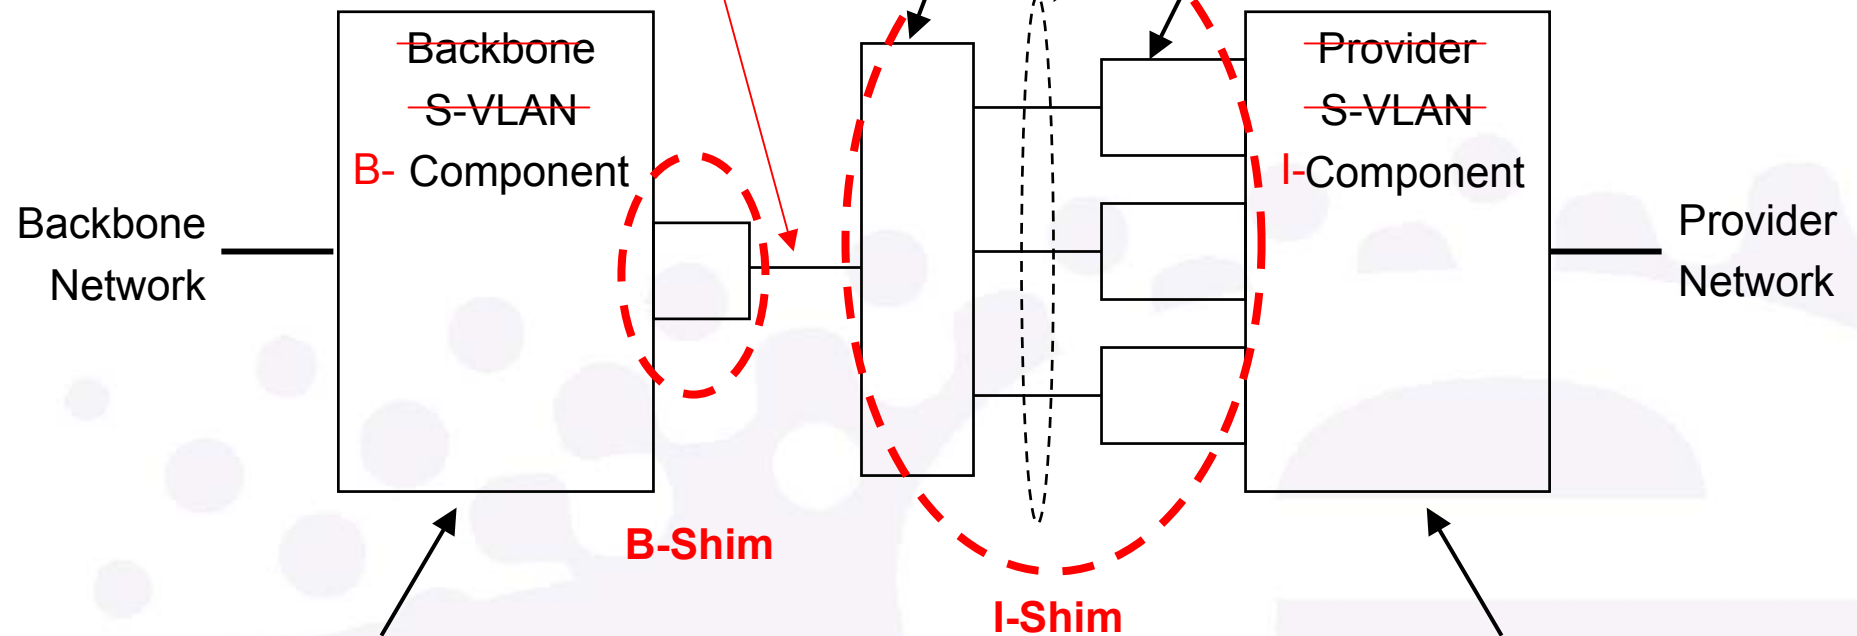 Backbone
S-VLAN
B- Component
Backbone
Network
B-Shim
I-Shim
Provider
S-VLAN
I-Component
Provider
Network